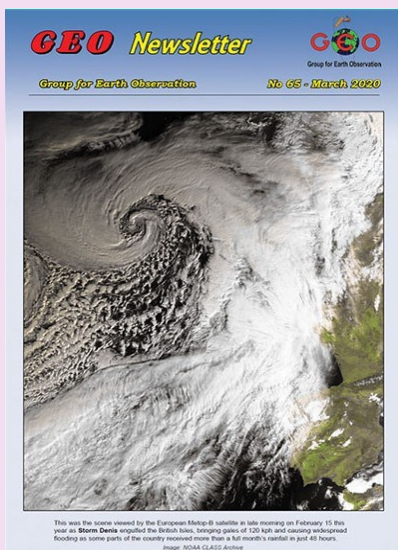 GEO Newsletter
GEO
Group for Earth Observation
Group for Earth Observation No 65 - March 2020
This was the scene viewed by the European Metop-B satellite in late morning on February 15 this
year as Storm Denis engulfed the British Isles, bringing gales of 120 kph and causing widespread
flooding as some parts of the country received more than a full month's rainfall in just 48 hours.
Image: NOAA CLASS Archive